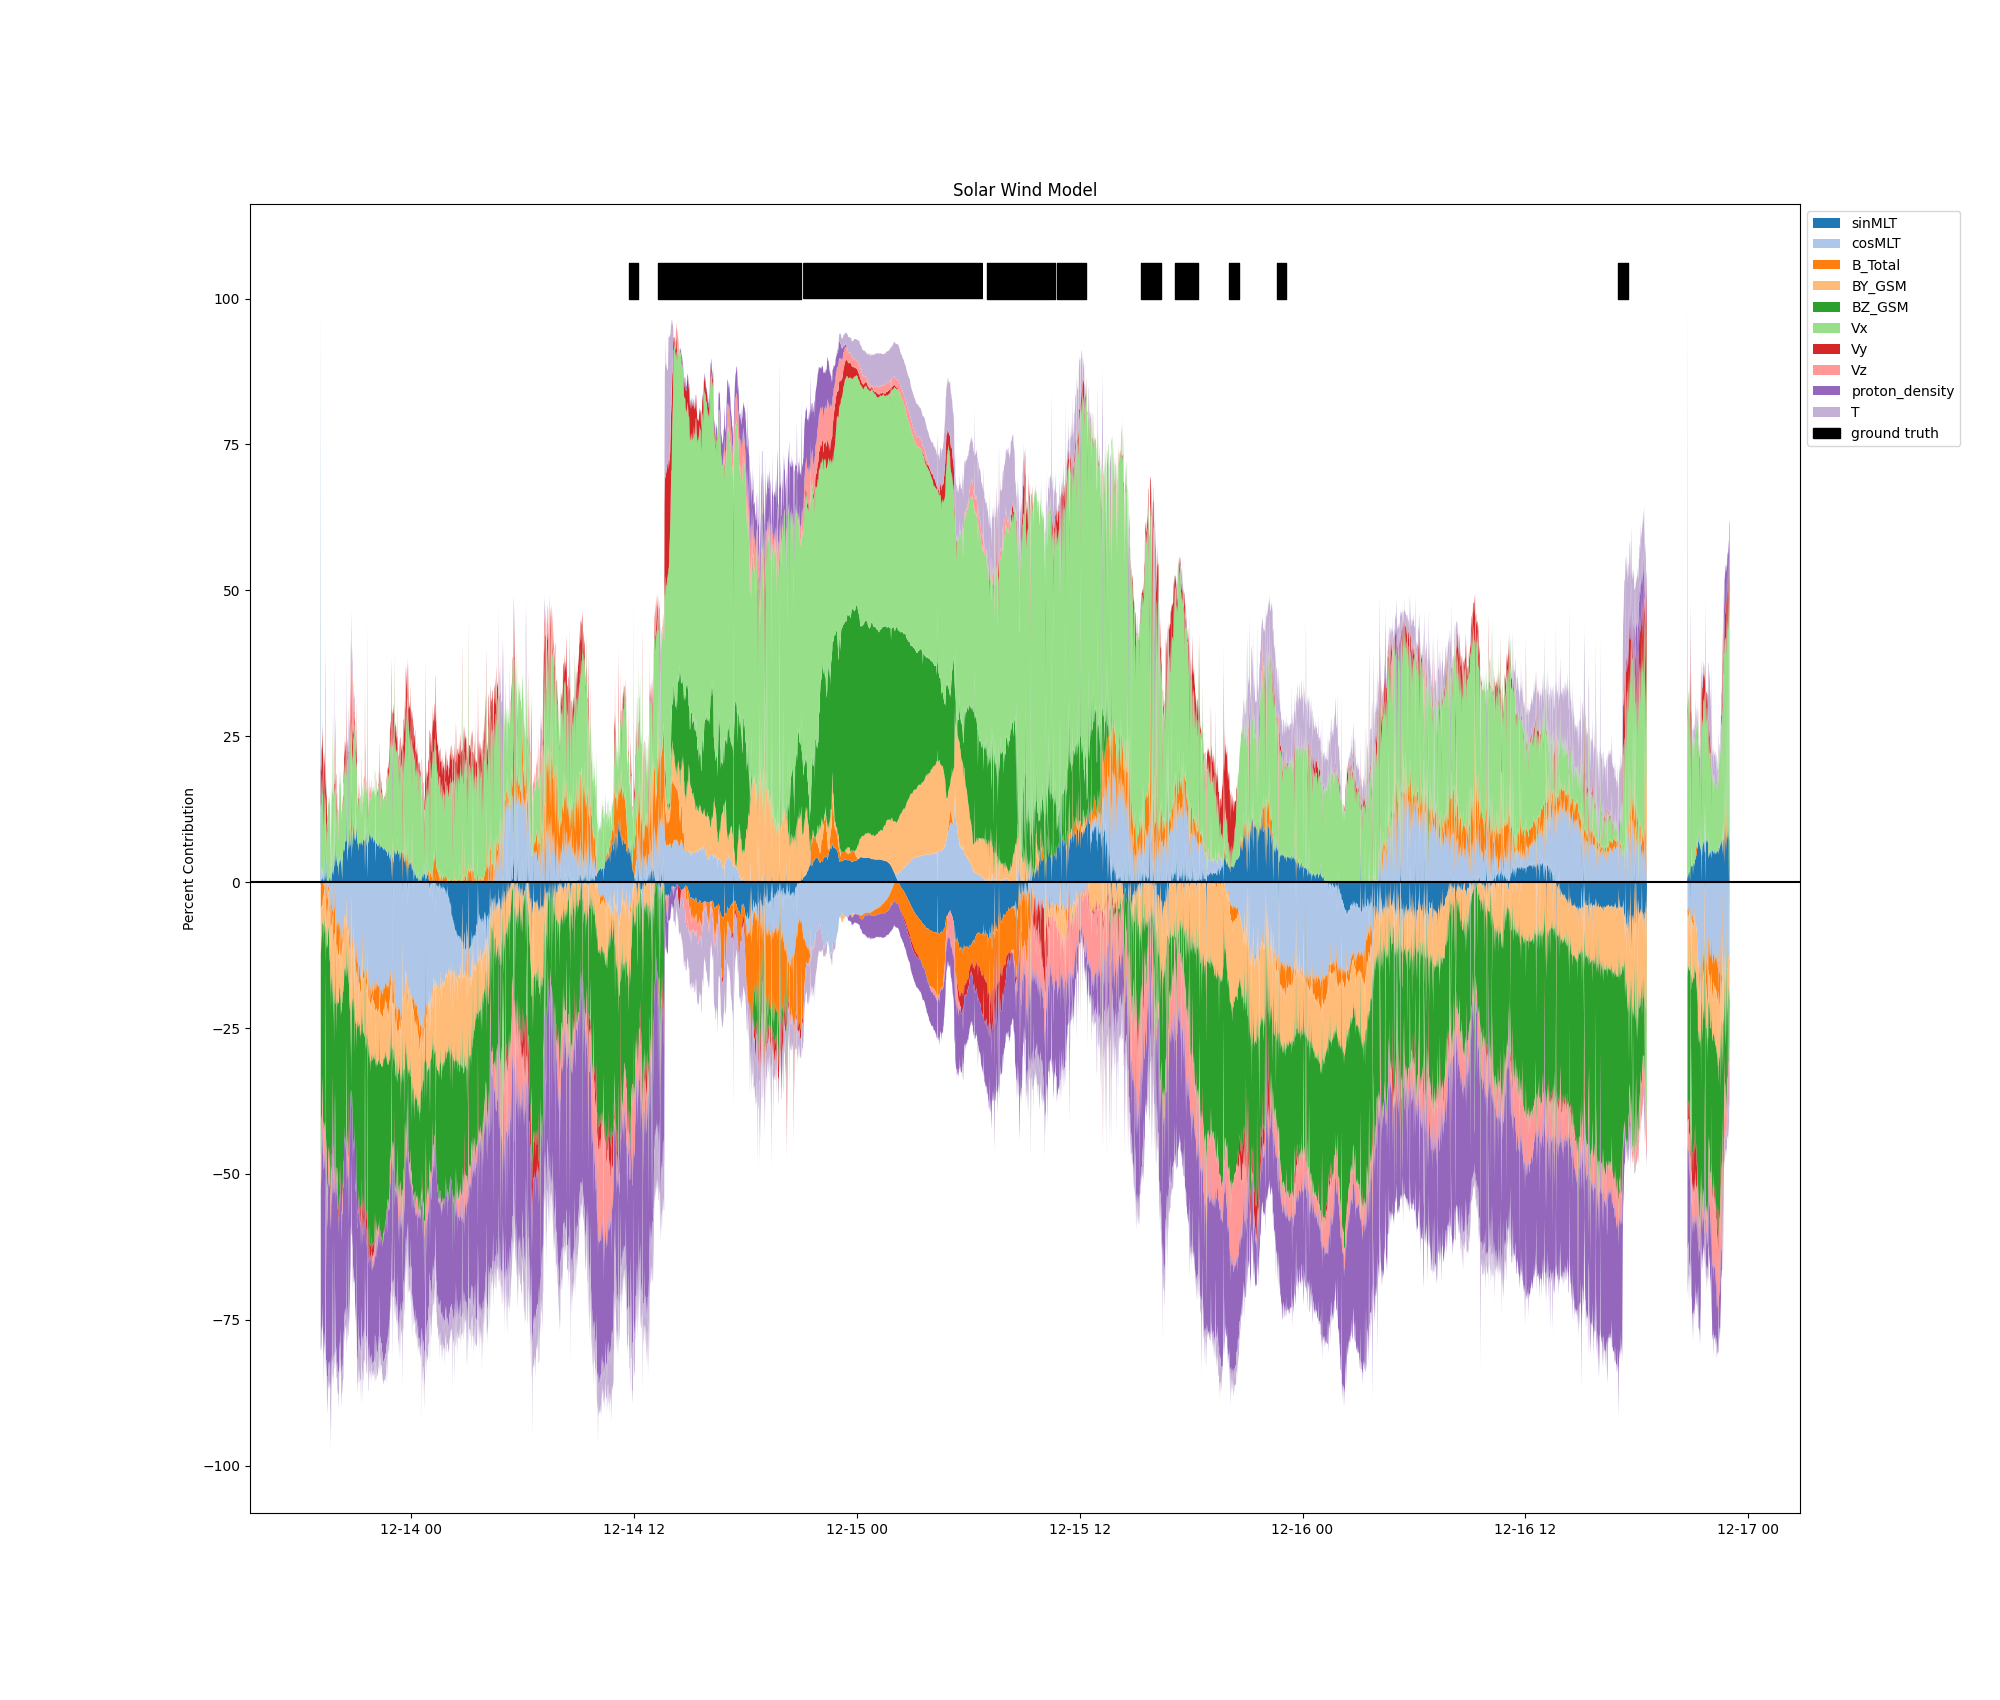 Solar Wind Model
sinMLT
cosMLT
B_Total
BY_GSM
BZ_GSM
Vx
Vy
Vz
proton_density
T
ground truth
100
75
50
25
0
−25
−50
−75
−100
Percent Contribution
12-14 00
12-14 12
12-15 00
12-15 12
12-16 00
12-16 12
12-17 00